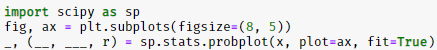 import scipy as sp
fig, ax = plt.subplots(figsize=(8, 5))
_, (__, ___, r) = sp.stats.probplot(x, plot=ax, fit=True)